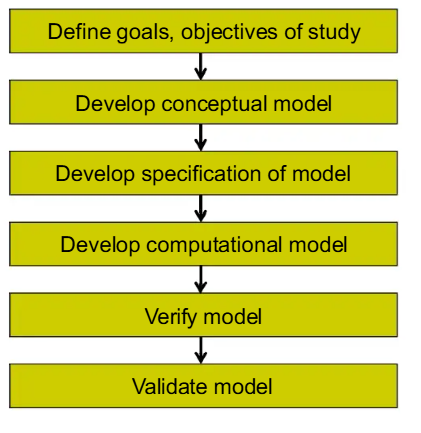 Define goals, objectives of study
Develop conceptual model
Develop specification of model
Develop computational model
Verify model
Validate model